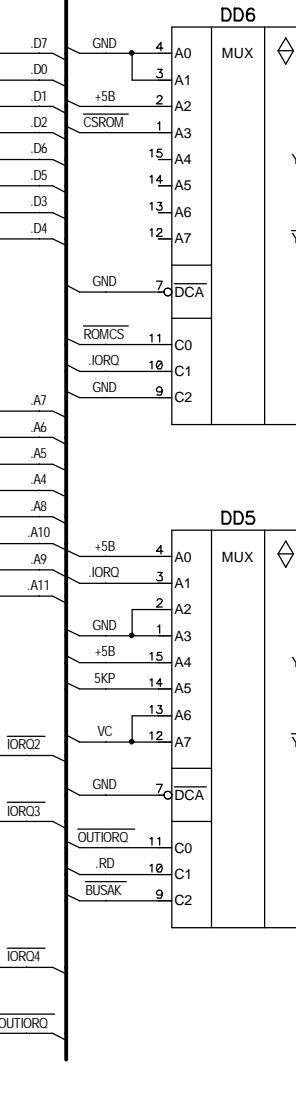 DD6
.D7 GND 4 A0 MUX
.D0 3 A1
.D1 +5B 2 A2
.D2 CSROM 1 A3
.D6 15 A4
.D5 14 A5
.D3 13 A6
.D4 12 A7
GND 7 DCA
ROMCS 11 C0
.IORQ 10 C1
GND 9 C2
.A7
.A6
.A5
.A4
.A8
DD5
.A10 +5B 4 A0 MUX
.A9 .IORQ 3 A1
.A11 2 A2
GND 1 A3
+5B 15 A4
5KP 14 A5
13 A6
IORQ2 VC 12 A7
GND 7 DCA
IORQ3
OUTIORQ 11 C0
.RD 10 C1
BUSAK 9 C2
IORQ4
OUTIORQ